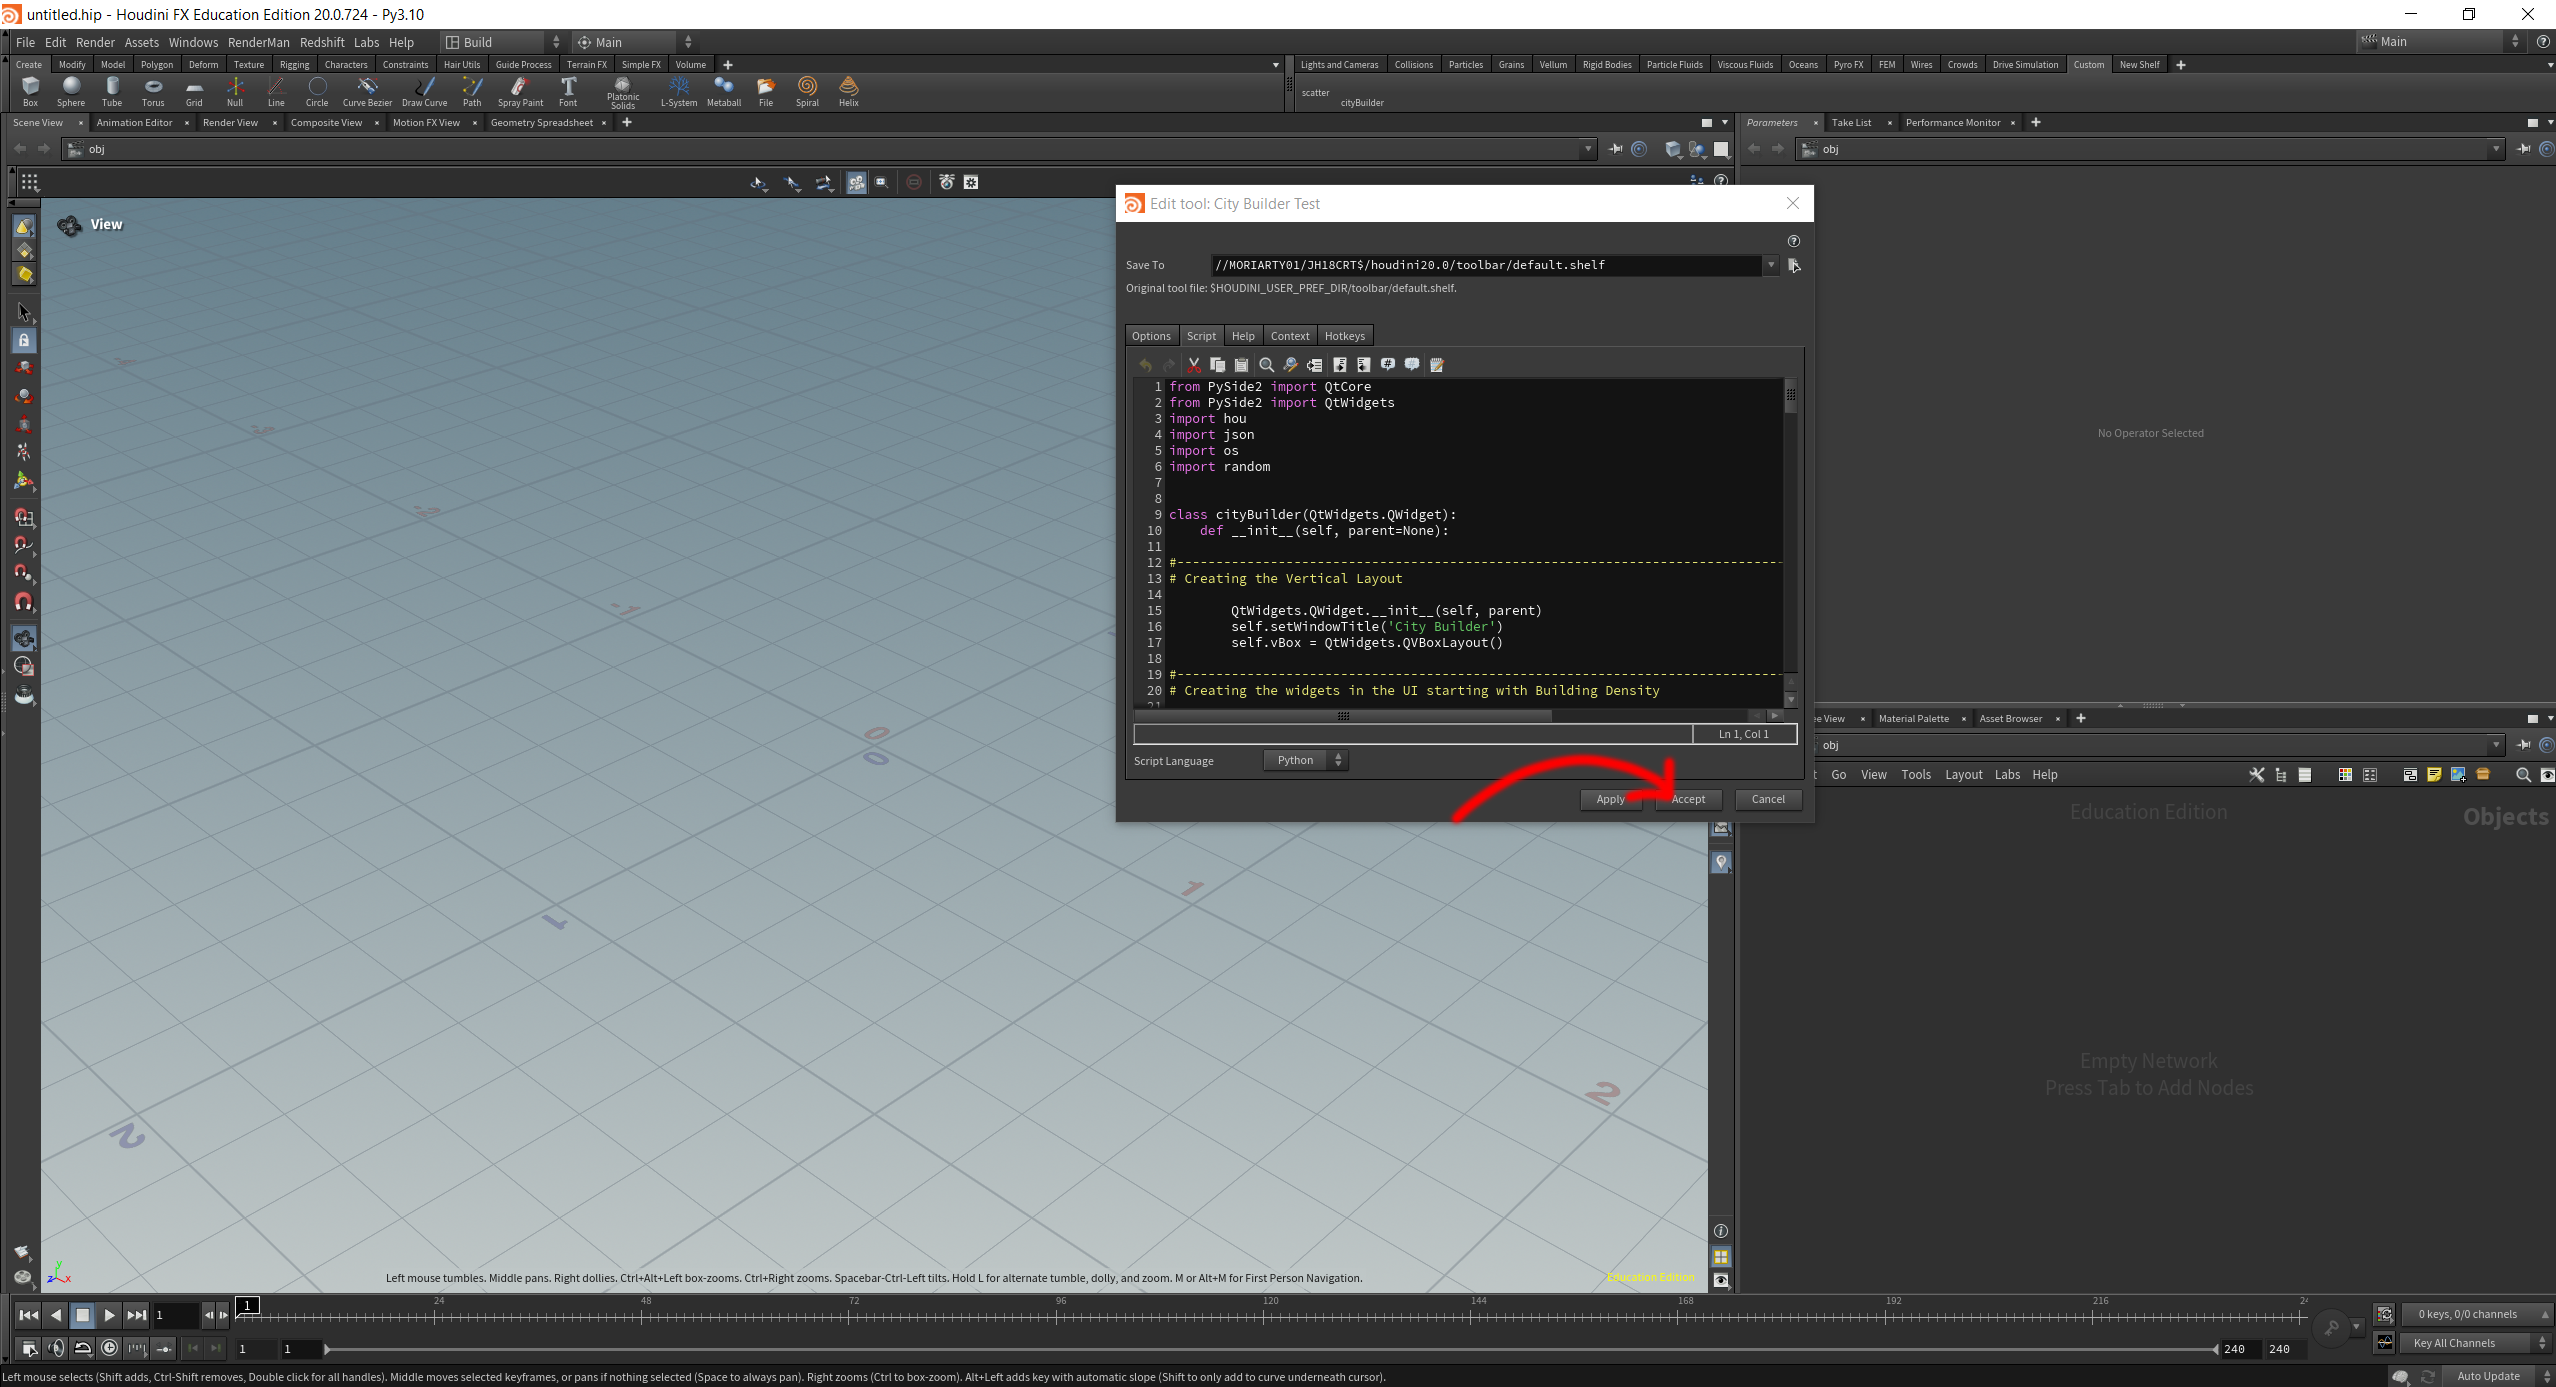 untitled.hip - Houdini FX Education Edition 20.0.724 - Py3.10
File Edit Render Assets Windows RenderMan Redshift Labs Help Build Main Main
Create Modify Model Polygon Deform Texture Rigging Characters Constraints Hair Utils Guide Process Terrain FX Simple FX Volume
Lights and Cameras Collisions Particles Grains Vellum Rigid Bodies Particle Fluids Viscous Fluids Oceans Pyro FX FEM Wires Crowds Drive Simulation Custom New Shelf
Box Sphere Tube Torus Grid Null Line Circle Curve Bezier Draw Curve Path Spray Paint Font Platonic Solids L-System Metaball File Spiral Helix
scatter
cityBuilder
Scene View Animation Editor Render View Composite View Motion FX View Geometry Spreadsheet
Parameters Take List Performance Monitor
obj
obj
View
Edit tool: City Builder Test
Save To //MORIARTY01/JH18CRT$/houdini20.0/toolbar/default.shelf
Original tool file: $HOUDINI_USER_PREF_DIR/toolbar/default.shelf.
Options Script Help Context Hotkeys
1 from PySide2 import QtCore
2 from PySide2 import QtWidgets
3 import hou
4 import json
5 import os
6 import random
7
8
9 class cityBuilder(QtWidgets.QWidget):
10 def __init__(self, parent=None):
11
12 #------------------------------------------------------------------------------
13 # Creating the Vertical Layout
14
15 QtWidgets.QWidget.__init__(self, parent)
16 self.setWindowTitle('City Builder')
17 self.vBox = QtWidgets.QVBoxLayout()
18
19 #------------------------------------------------------------------------------
20 # Creating the widgets in the UI starting with Building Density
21
Ln 1, Col 1
Script Language Python
Apply Accept Cancel
No Operator Selected
ee View Material Palette Asset Browser
obj
t Go View Tools Layout Labs Help
Education Edition
Objects
Empty Network
Press Tab to Add Nodes
-1
0
0
1
1
2
2
Left mouse tumbles. Middle pans. Right dollies. Ctrl+Alt+Left box-zooms. Ctrl+Right zooms. Spacebar-Ctrl-Left tilts. Hold L for alternate tumble, dolly, and zoom. M or Alt+M for First Person Navigation.
Education Edition
z y x
1 1 24 48 72 96 120 144 168 192 216 24
0 keys, 0/0 channels
1 1 240 240
Key All Channels
Left mouse selects (Shift adds, Ctrl-Shift removes, Double click for all handles). Middle moves selected keyframes, or pans if nothing selected (Space to always pan). Right zooms (Ctrl to box-zoom). Alt+Left adds key with automatic slope (Shift to only add to curve underneath cursor).
Auto Update